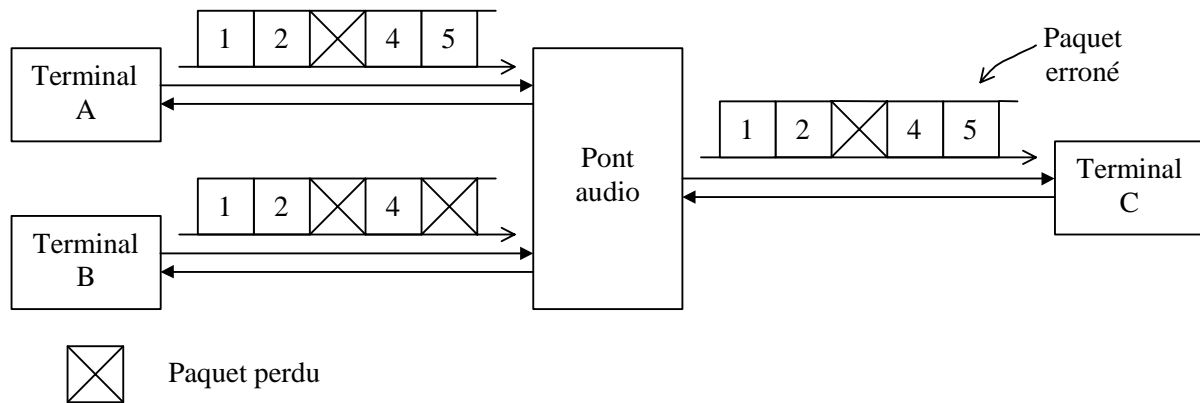 1 2 4 5
Terminal
A
1 2 4
Terminal
B
Pont
audio
Paquet
erroné
1 2 4 5
Terminal
C
Paquet perdu